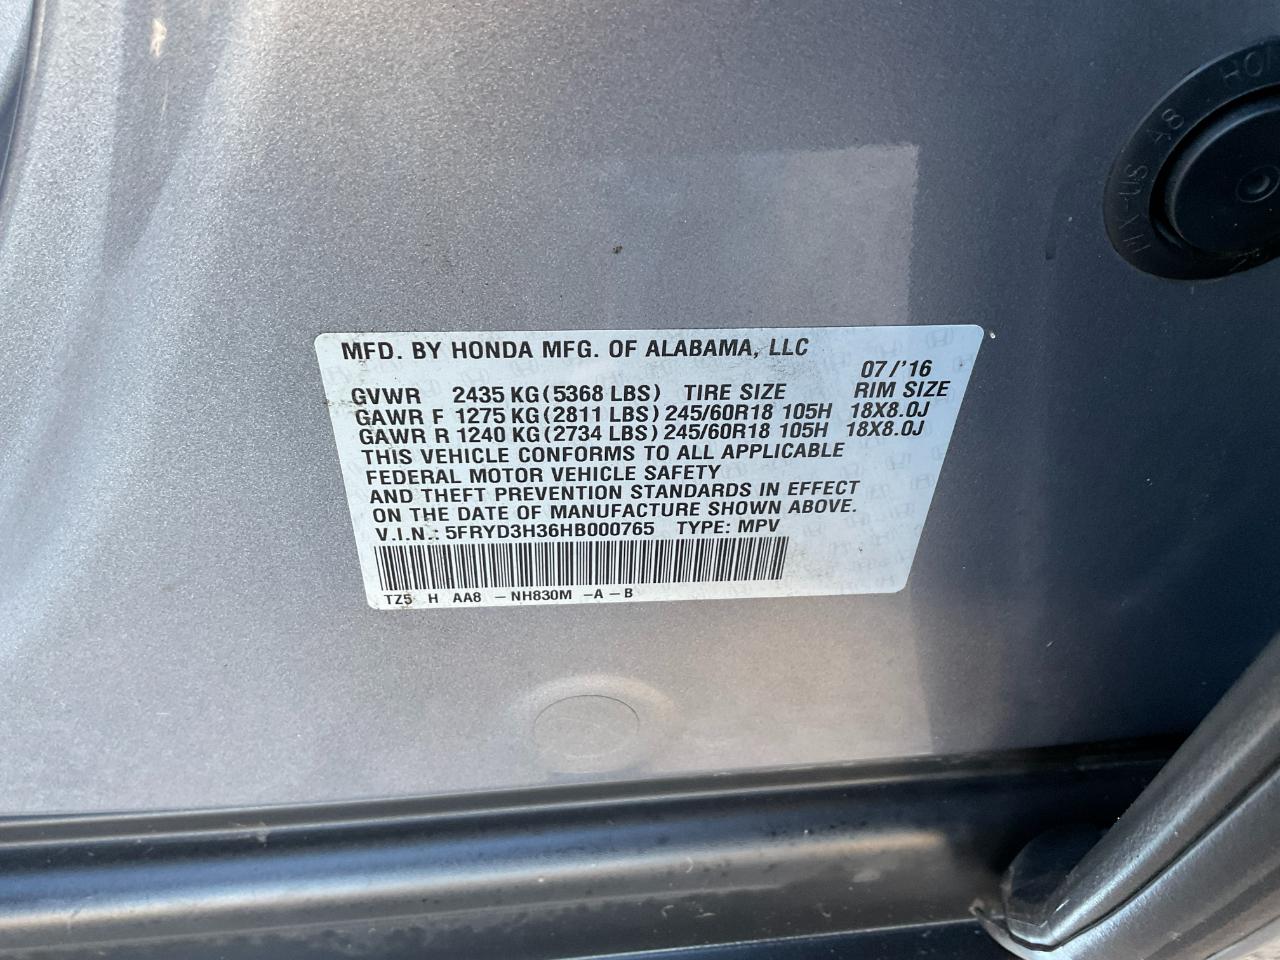 MFD. BY HONDA MFG. OF ALABAMA, LLC
07/'16
GVWR 2435 KG (5368 LBS) TIRE SIZE RIM SIZE
GAWR F 1275 KG (2811 LBS) 245/60R18 105H 18X8.0J
GAWR R 1240 KG (2734 LBS) 245/60R18 105H 18X8.0J
THIS VEHICLE CONFORMS TO ALL APPLICABLE
FEDERAL MOTOR VEHICLE SAFETY
AND THEFT PREVENTION STANDARDS IN EFFECT
ON THE DATE OF MANUFACTURE SHOWN ABOVE.
V.I.N.: 5FRYD3H36HB000765 TYPE: MPV
TZ5 H AA8 - NH830M - A - B
A8